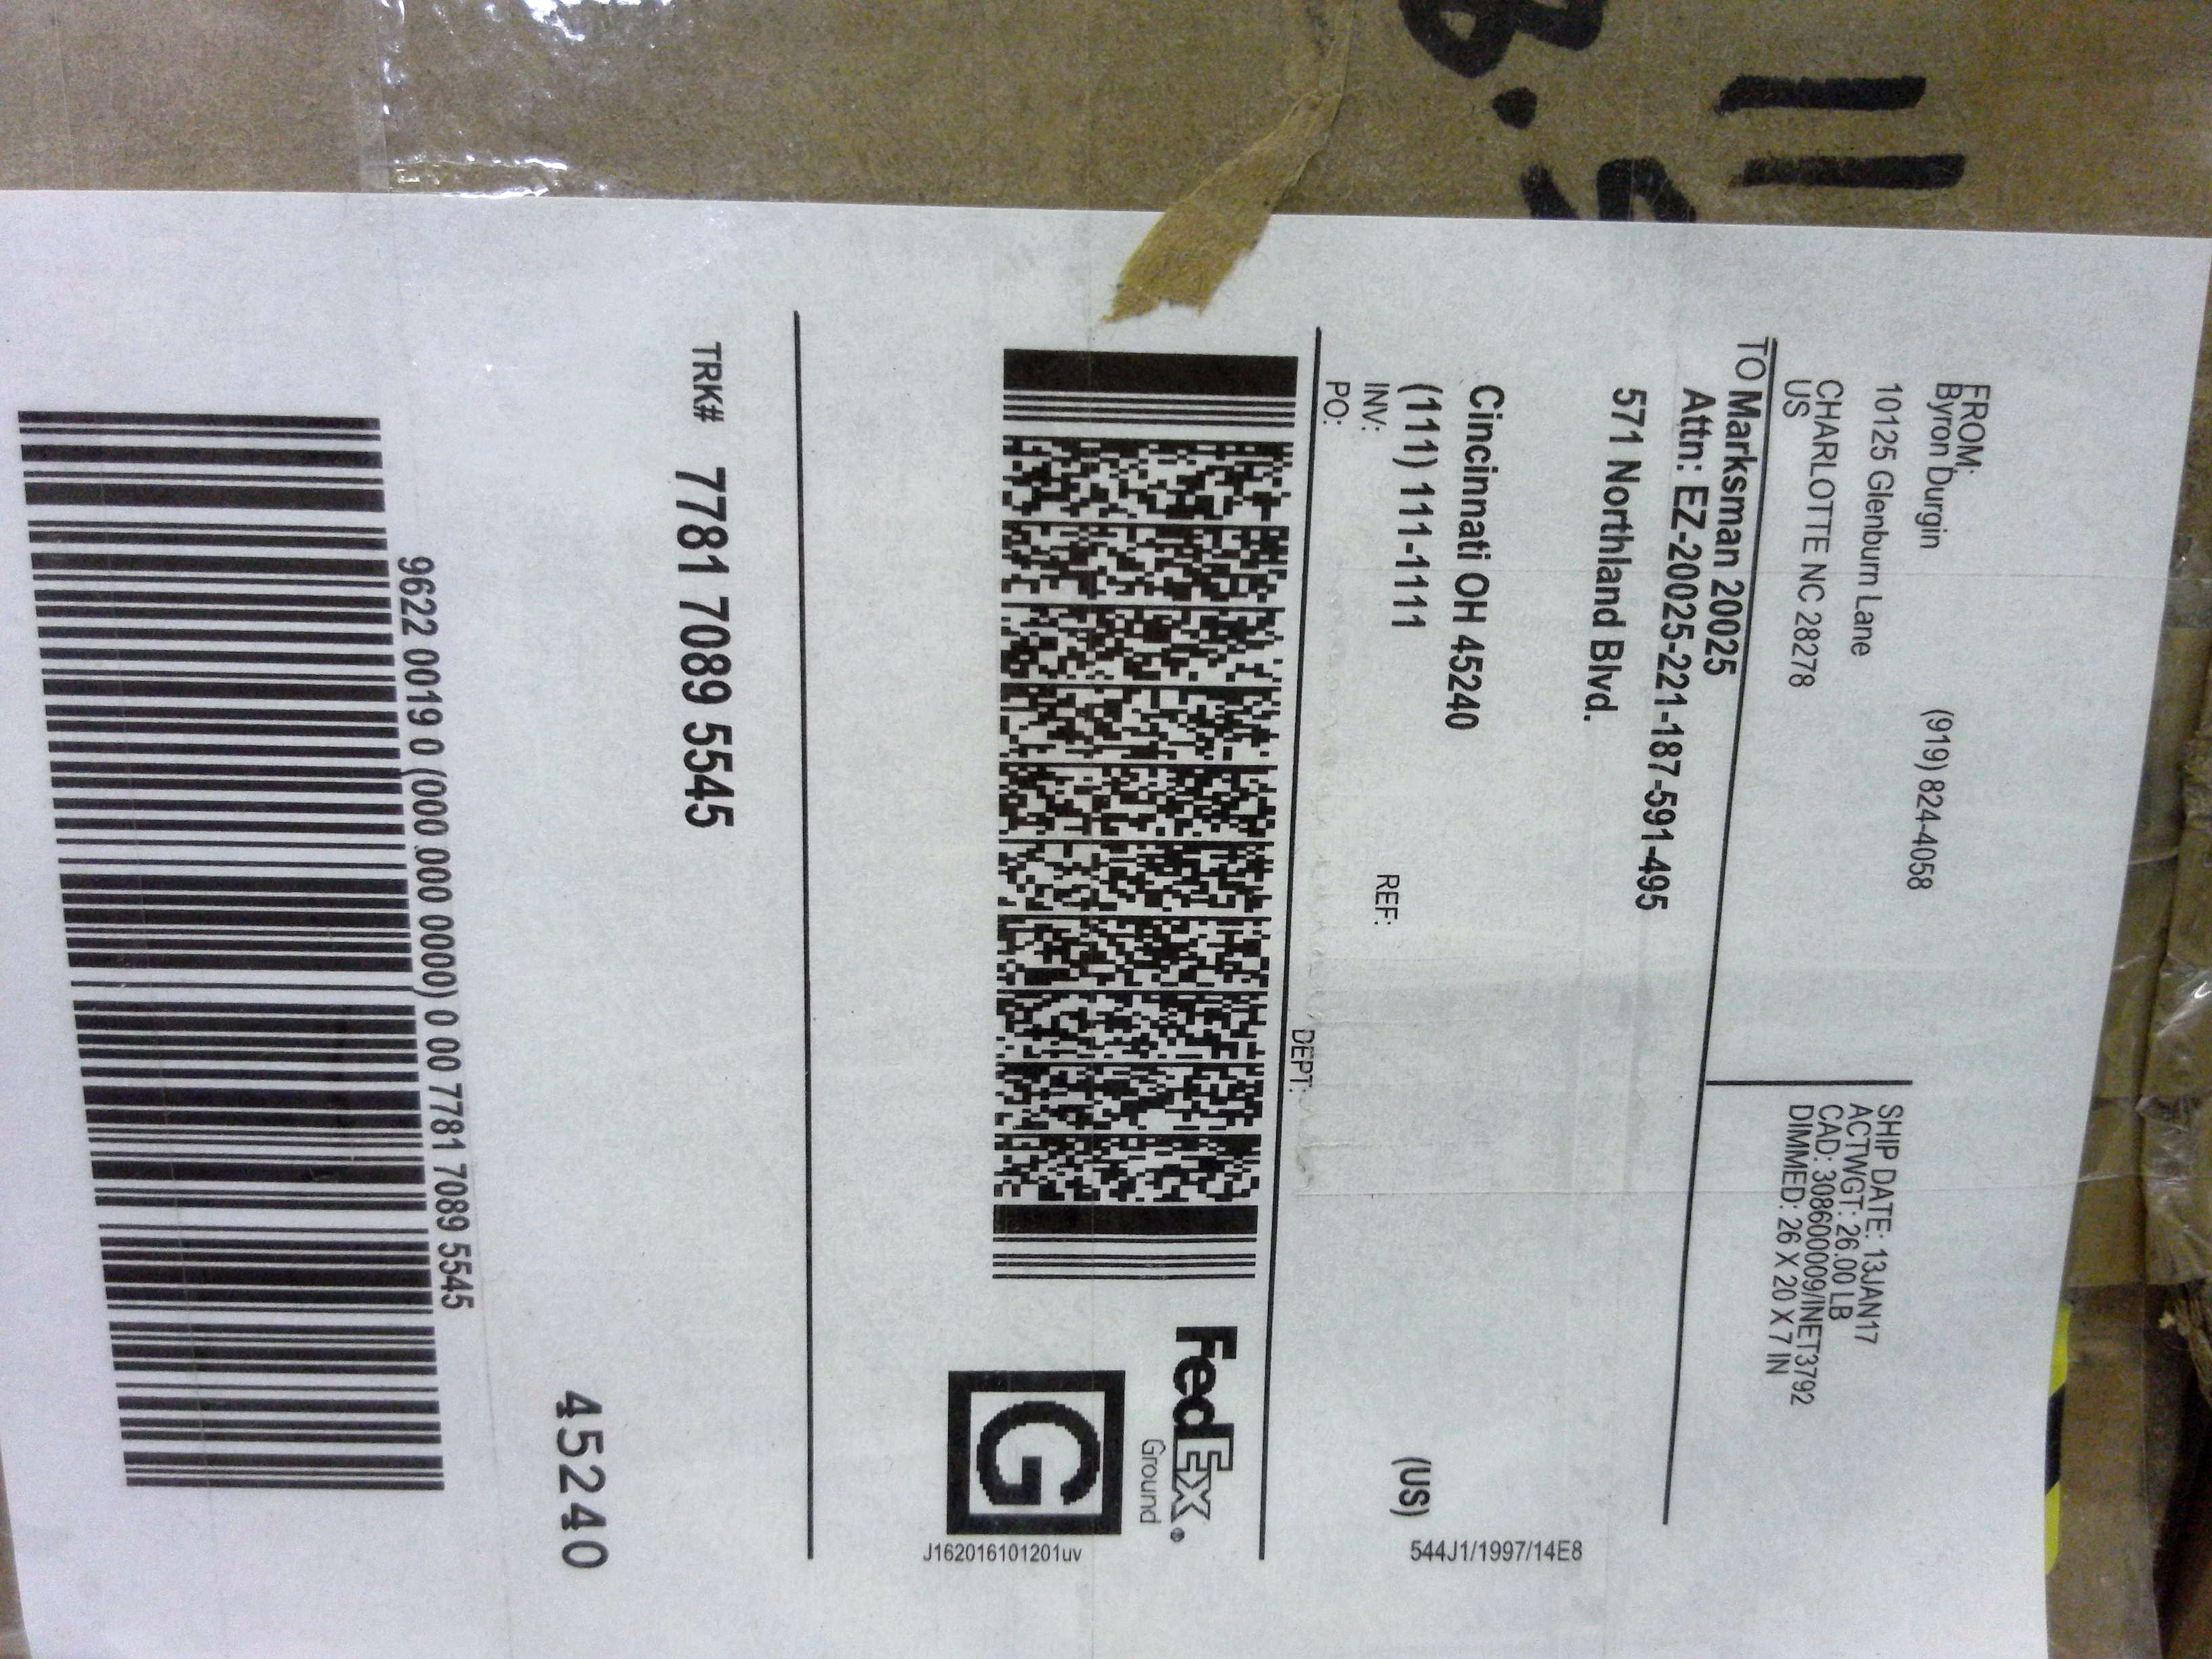 FROM:
Byron Durgin (919) 824-4058
10125 Glenburn Lane
CHARLOTTE NC 28278
US
SHIP DATE: 13JAN17
ACTWGT: 26.00 LB
CAD: 308600009/INET3792
DIMMED: 26 X 20 X 7 IN
TO Marksman 20025
Attn: EZ-20025-221-187-591-495
571 Northland Blvd.
Cincinnati OH 45240 (US)
(111) 111-1111
INV: REF:
PO: DEPT:
544J1/1997/14E8
FedEx®
Ground
G
J162016101201uv
TRK# 7781 7089 5545
45240
9622 0019 0 (000 000 0000) 0 00 7781 7089 5545